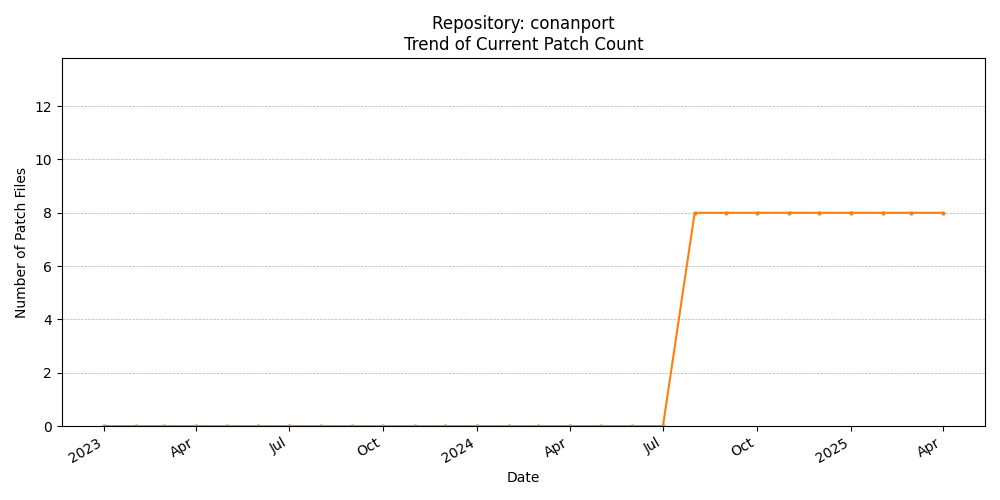 Repository: conanport
Trend of Current Patch Count
Number of Patch Files
12
10
8
6
4
2
0
2023
Apr
Jul
Oct
2024
Apr
Jul
Oct
2025
Apr
Date